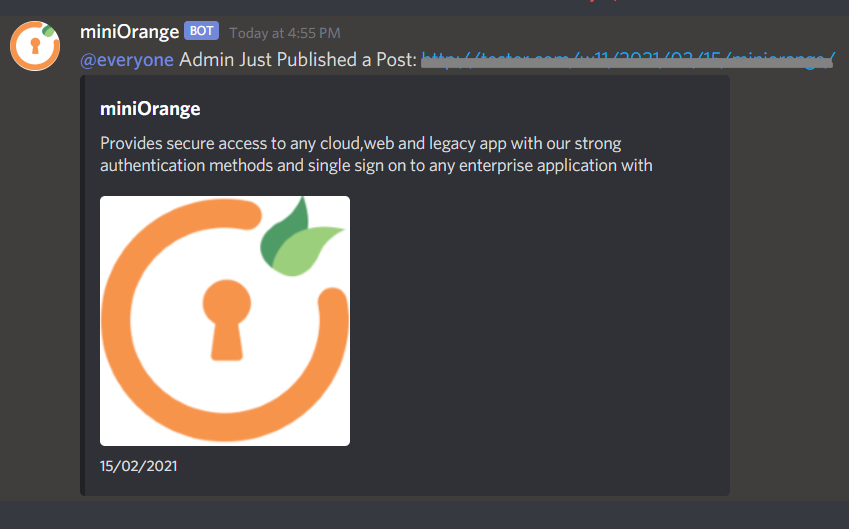 miniOrange BOT Today at 4:55 PM
@everyone Admin Just Published a Post:
miniOrange
Provides secure access to any cloud,web and legacy app with our strong
authentication methods and single sign on to any enterprise application with
15/02/2021